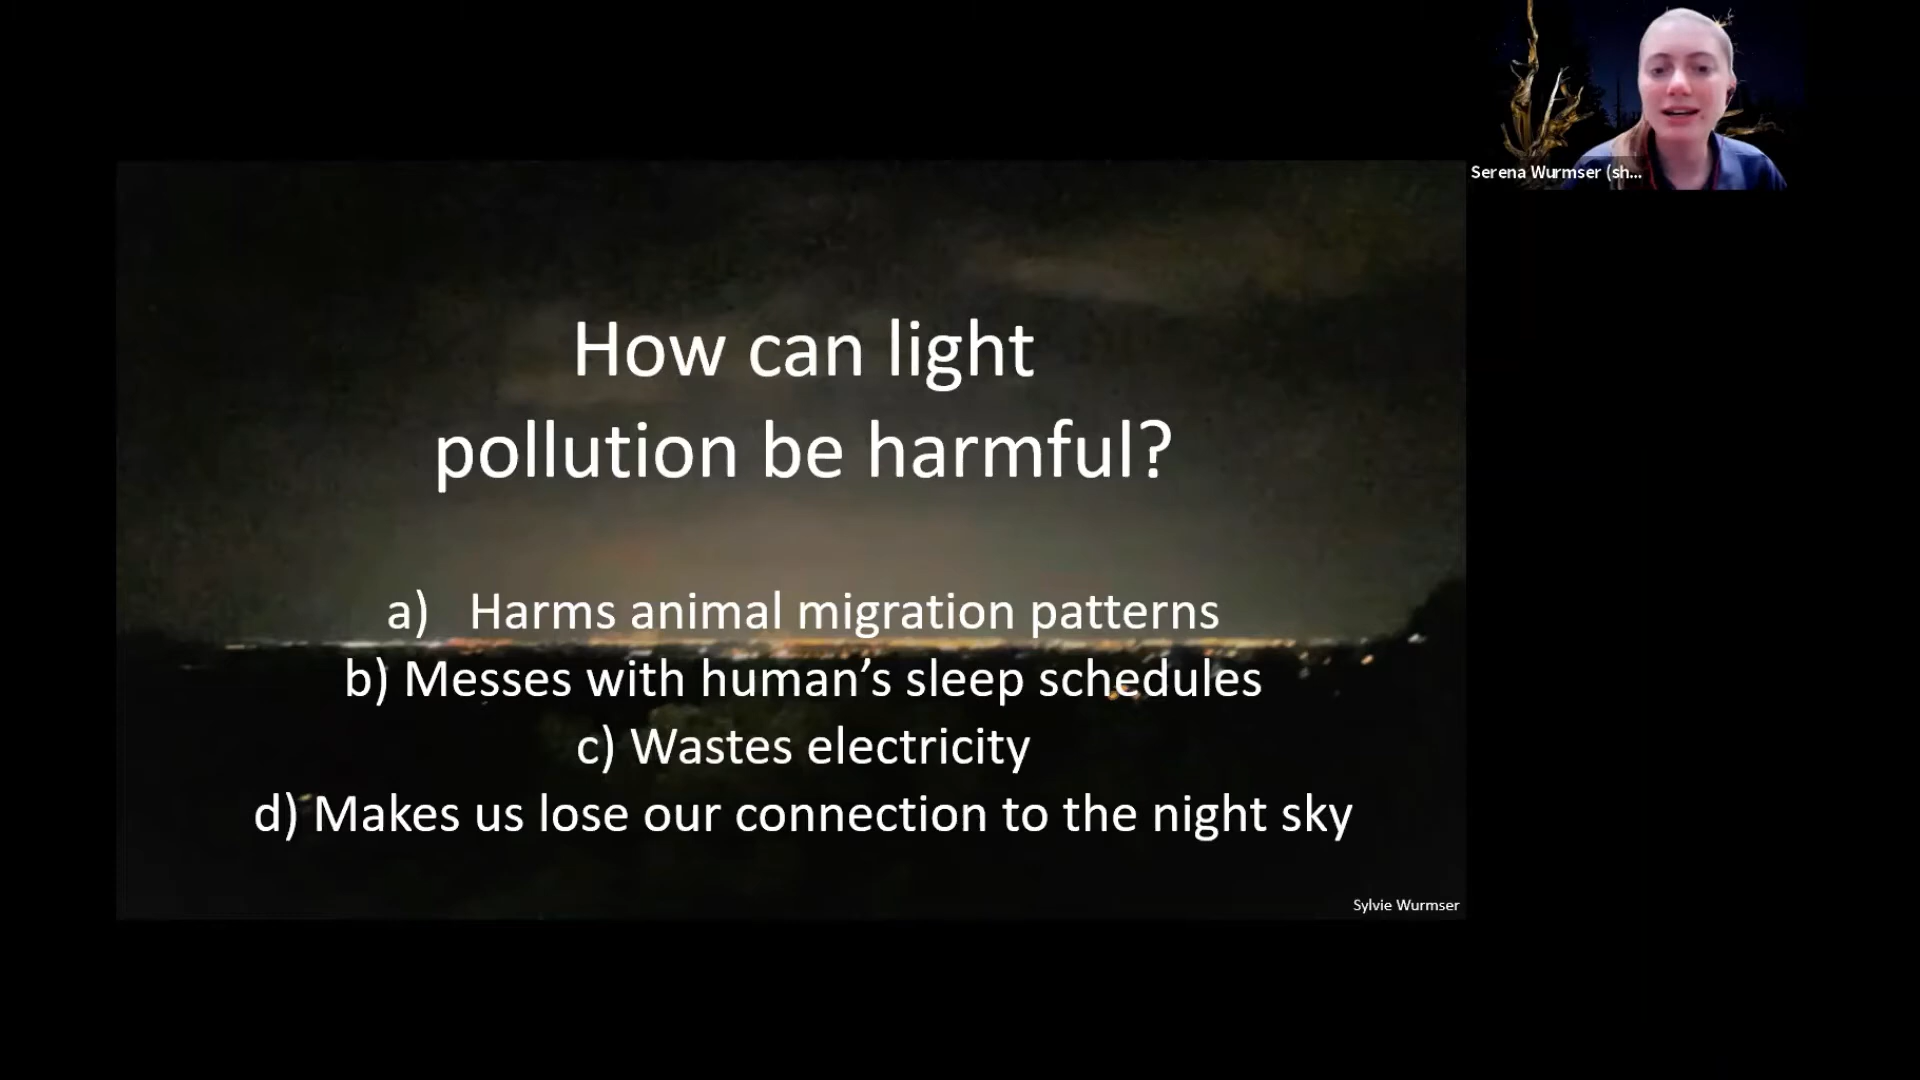 Serena Wurmser (sh...
How can light
pollution be harmful?
a) Harms animal migration patterns
b) Messes with human’s sleep schedules
c) Wastes electricity
d) Makes us lose our connection to the night sky
Sylvie Wurmser